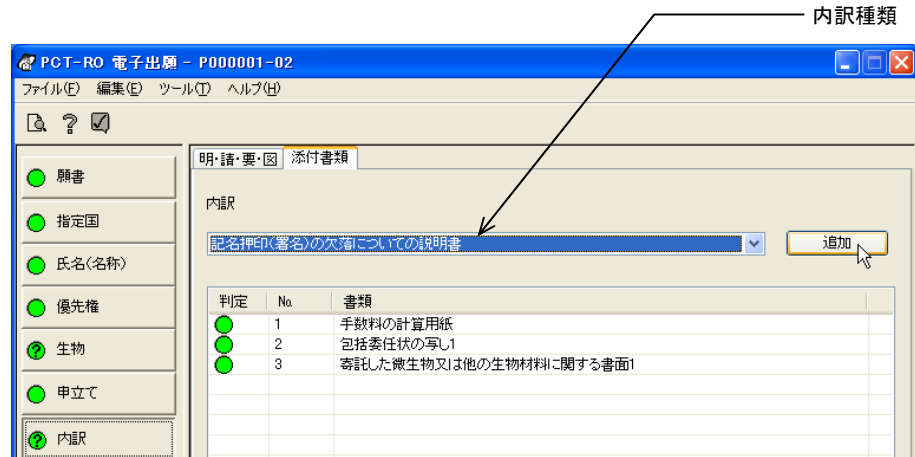 内訳種類
PCT-RO 電子出願 - P000001-02
ファイル(F) 編集(E) ツール(T) ヘルプ(H)
明・請・要・図 添付書類
願書
指定国
氏名(名称)
優先権
生物
申立て
内訳
内訳
記名押印(署名)の欠落についての説明書
追加
判定 No. 書類
1 手数料の計算用紙
2 包括委任状の写し1
3 寄託した微生物又は他の生物材料に関する書面1